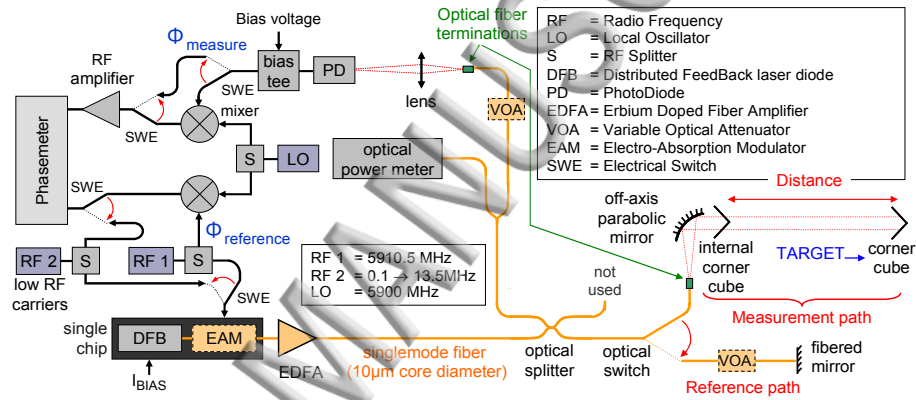 Bias voltage
Φmeasure
bias
tee
PD
lens
Optical fiber
terminations
VOA
RF
amplifier
SWE
SWE
mixer
Phasemeter
S
LO
optical
power meter
SWE
Φreference
RF 2
S
RF 1
S
low RF
carriers
SWE
RF 1 = 5910.5 MHz
RF 2 = 0.1 → 13.5MHz
LO = 5900 MHz
single
chip
DFB
EAM
IBIAS
EDFA
singlemode fiber
(10µm core diameter)
optical
splitter
not
used
optical
switch
VOA
fibered
mirror
Reference path
Measurement path
off-axis
parabolic
mirror
internal
corner
cube
TARGET
corner
cube
Distance
RF = Radio Frequency
LO = Local Oscillator
S = RF Splitter
DFB = Distributed FeedBack laser diode
PD = PhotoDiode
EDFA = Erbium Doped Fiber Amplifier
VOA = Variable Optical Attenuator
EAM = Electro-Absorption Modulator
SWE = Electrical Switch
MANUSC